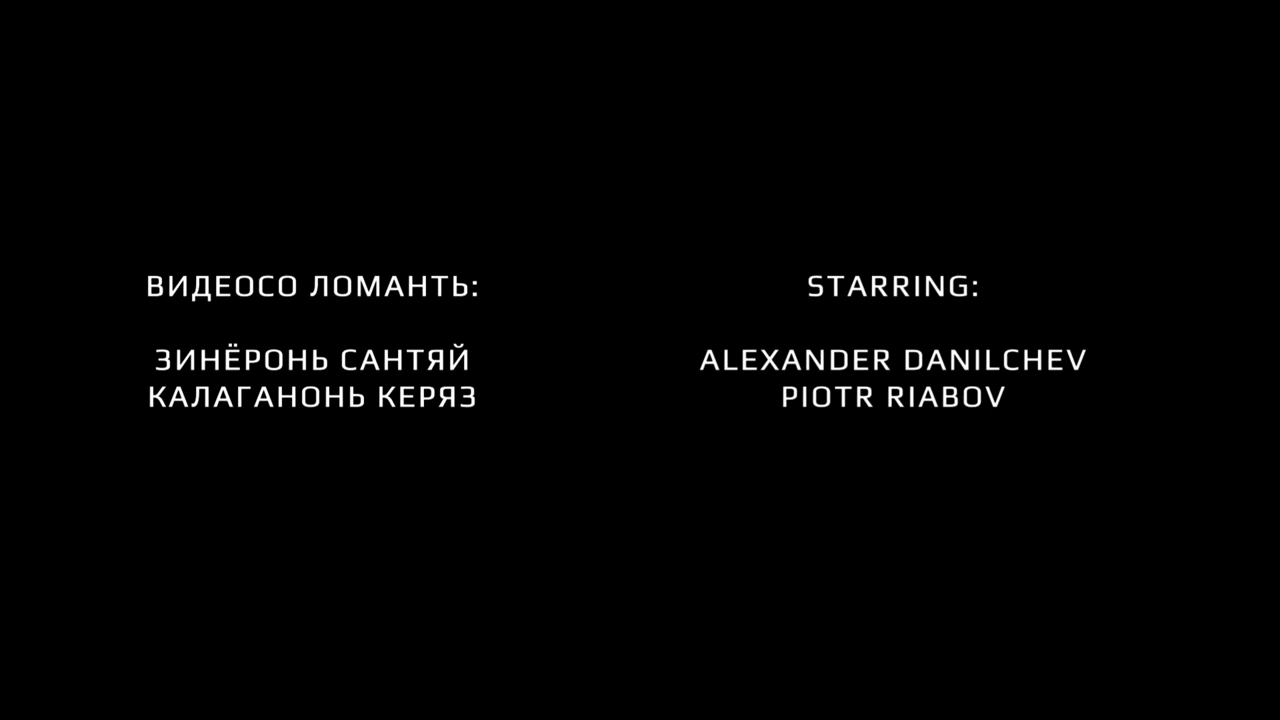 ВИДЕОСО ЛОМАНТЬ:
ЗИНЁРОНЬ САНТЯЙ
КАЛАГАНОНЬ КЕРЯЗ
STARRING:
ALEXANDER DANILCHEV
PIOTR RIABOV